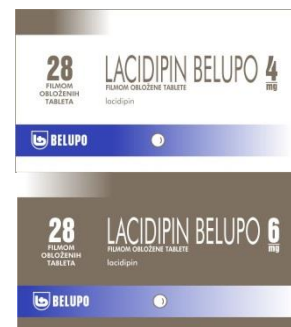 28 LACIDIPIN BELUPO 4 mg
FILMOM OBLOŽENIH TABLETA
FILMOM OBLOŽENE TABLETE
lacidipin
BELUPO
28 LACIDIPIN BELUPO 6 mg
FILMOM OBLOŽENIH TABLETA
FILMOM OBLOŽENE TABLETE
lacidipin
BELUPO